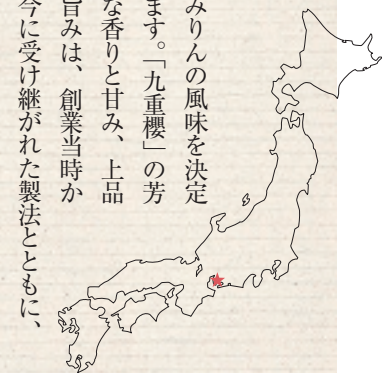 みりんの風味を決定
ます。「九重櫻」の芳
な香りと甘み、上品
旨みは、創業当時か
今に受け継がれた製法とともに、